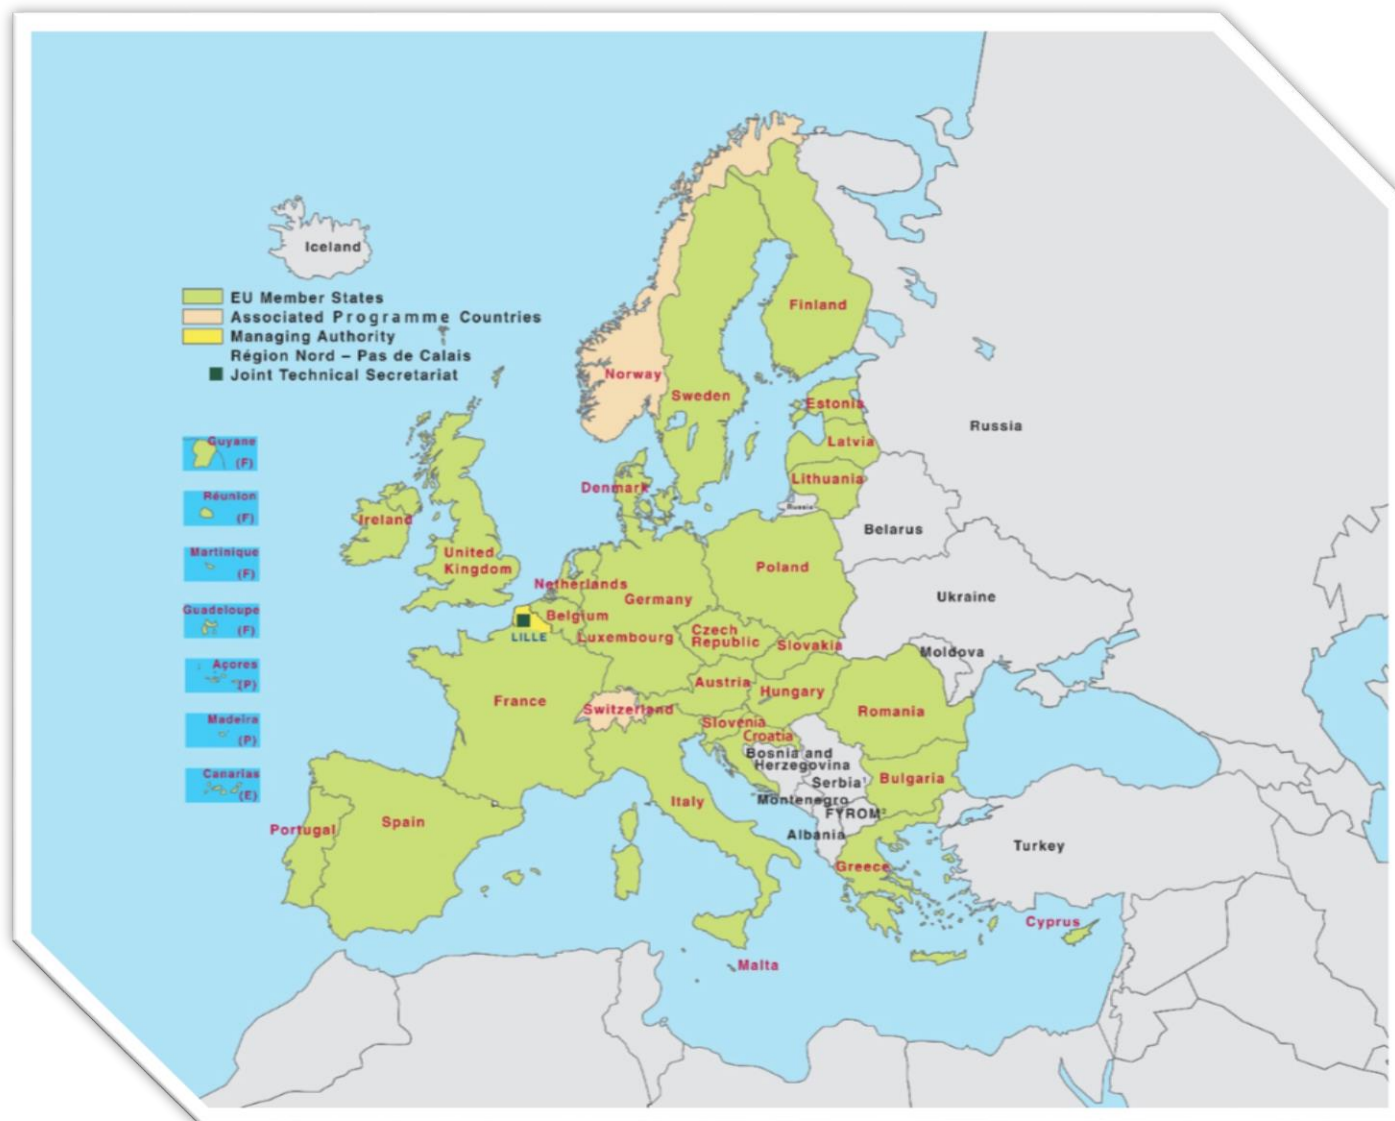 Iceland
EU Member States
Associated Programme Countries
Managing Authority
Région Nord – Pas de Calais
Joint Technical Secretariat
Finland
Norway
Sweden
Estonia
Russia
Guyane
(F)
Latvia
Lithuania
Denmark
Réunion
(F)
Russia
Ireland
Belarus
Martinique
(F)
United
Kingdom
Poland
Netherlands
Germany
Ukraine
Guadeloupe
(F)
Belgium
LILLE
Luxembourg
Czech
Republic
Slovakia
Moldova
Açores
(P)
Austria
Hungary
France
Switzerland
Romania
Madeira
(P)
Slovenia
Croatia
Bosnia and
Herzegovina
Canarias
(E)
Serbia¹
Bulgaria
Italy
Montenegro
FYROM²
Spain
Portugal
Albania
Turkey
Greece
Cyprus
Malta